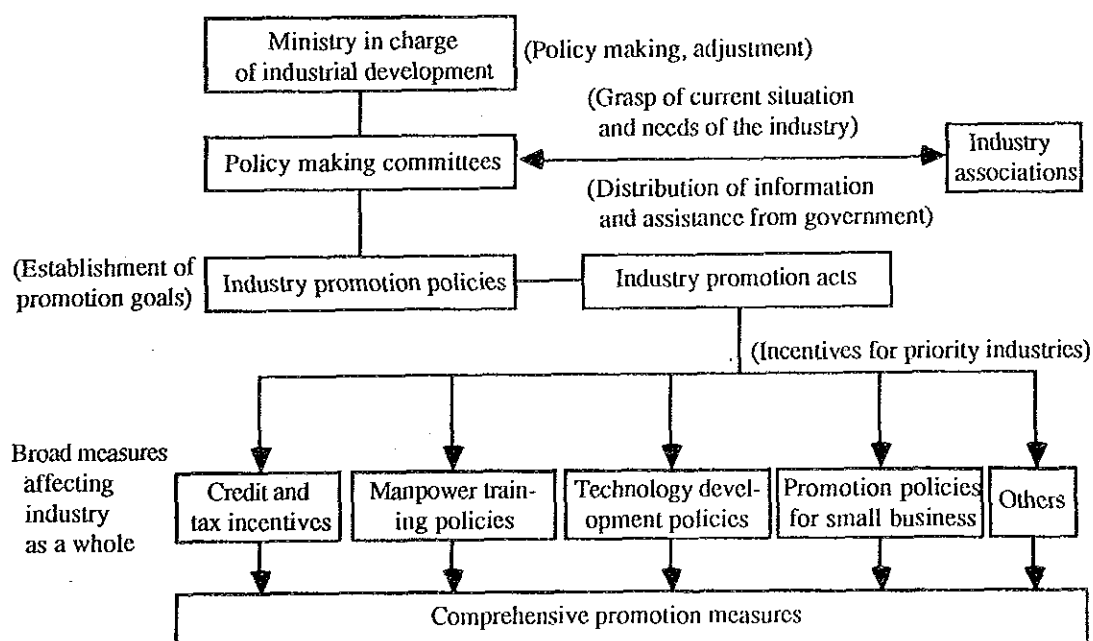 Ministry in charge
of industrial development
(Policy making, adjustment)
(Grasp of current situation
and needs of the industry)
Policy making committees
Industry
associations
(Distribution of information
and assistance from government)
(Establishment of
promotion goals)
Industry promotion policies
Industry promotion acts
(Incentives for priority industries)
Broad measures
affecting
industry
as a whole
Credit and
tax incentives
Manpower train-
ing policies
Technology devel-
opment policies
Promotion policies
for small business
Others
Comprehensive promotion measures